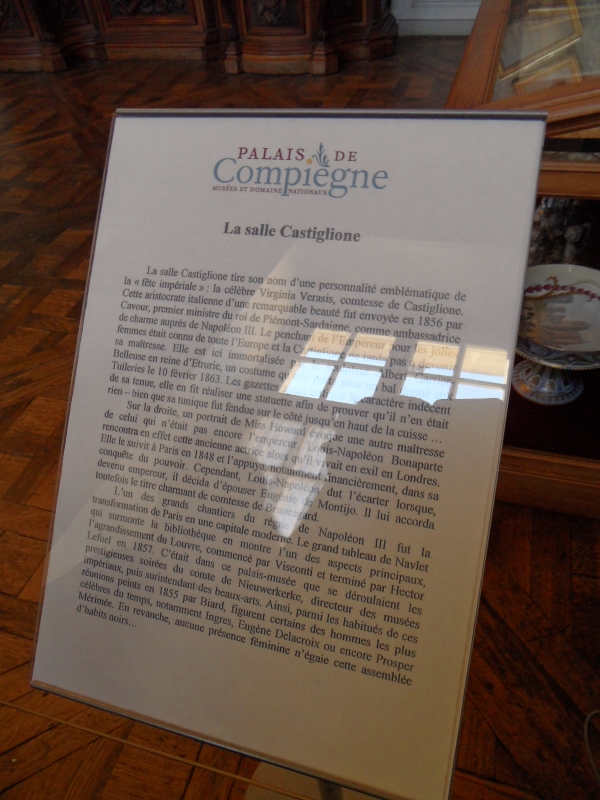 PALAIS DE
Compiègne
MUSÉES ET DOMAINE NATIONAUX
La salle Castiglione
La salle Castiglione tire son nom d'une personnalité emblématique de
la « fête impériale » : la célèbre Virginia Verasis, comtesse de Castiglione.
Cette aristocrate italienne d'une remarquable beauté fut envoyée en 1856 par
Cavour, premier ministre du roi de Piémont-Sardaigne, comme ambassadrice
de charme auprès de Napoléon III. Le penchant de l'Empereur pour les jolies
femmes était connu de toute l'Europe et la Castiglione ne tarda pas à devenir
sa maîtresse. Elle est ici immortalisée Albert
Belleuse en reine d'Etrurie, un costume bal
Tuileries le 10 février 1863. Les gazettes caractère indécent
de sa tenue, elle en fit réaliser une statuette afin de prouver qu'il n'en était
rien – bien que sa tunique fut fendue sur le côté jusqu'en haut de la cuisse …
Sur la droite, un portrait de Miss Howard évoque une autre maîtresse
de celui qui n'était pas encore l'empereur. Louis-Napoléon Bonaparte
rencontra en effet cette ancienne actrice alors qu'il vivait en exil en Londres.
Elle le suivit à Paris en 1848 et l'appuya, notamment financièrement, dans sa
conquête du pouvoir. Cependant, Louis-Napoléon dut l'écarter lorsque,
devenu empereur, il décida d'épouser Eugénie de Montijo. Il lui accorda
toutefois le titre charmant de comtesse de Beauregard.
L'un des grands chantiers du règne de Napoléon III fut la
transformation de Paris en une capitale moderne. Le grand tableau de Navlet
qui surmonte la bibliothèque en montre l'un des aspects principaux,
l'agrandissement du Louvre, commencé par Visconti et terminé par Hector
Lefuel en 1857. C'était dans ce palais-musée que se déroulaient les
prestigieuses soirées du comte de Nieuwerkerke, directeur des musées
impériaux, puis surintendant des beaux-arts. Ainsi, parmi les habitués de ces
réunions peints en 1855 par Biard, figurent certains des hommes les plus
célèbres du temps, notamment Ingres, Eugène Delacroix ou encore Prosper
Mérimée. En revanche, aucune présence féminine n'égaie cette assemblée
d'habits noirs…